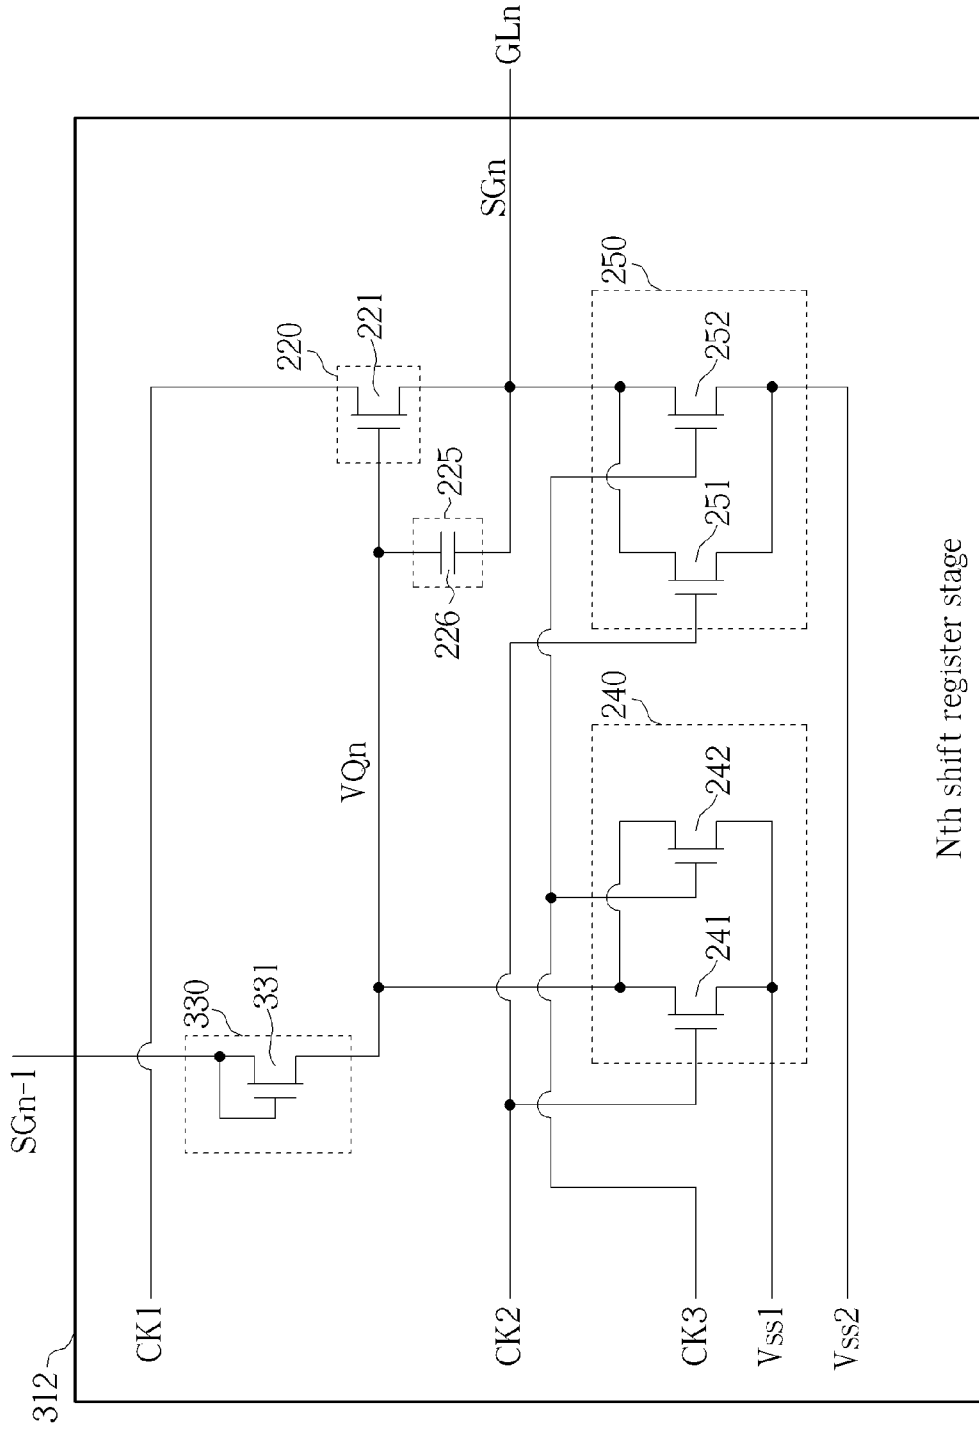 312
SGn-1
CK1
330
331
VQn
220
221
225
226
SGn
GLn
CK2
CK3
Vss1
Vss2
240
241
242
250
251
252
Nth shift register stage